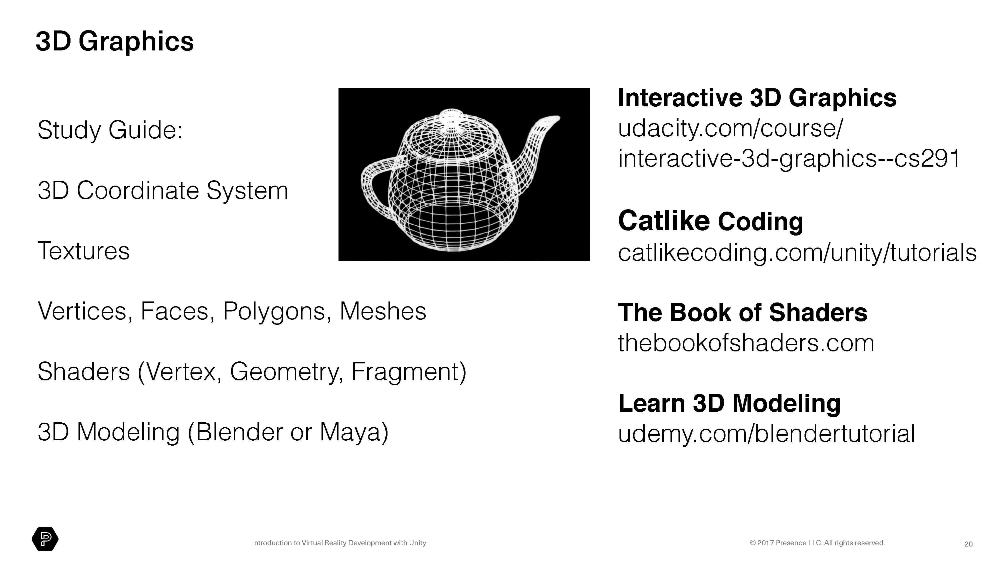 3D Graphics
Study Guide:
3D Coordinate System
Textures
Vertices, Faces, Polygons, Meshes
Shaders (Vertex, Geometry, Fragment)
3D Modeling (Blender or Maya)
Interactive 3D Graphics
udacity.com/course/
interactive-3d-graphics--cs291
Catlike Coding
catlikecoding.com/unity/tutorials
The Book of Shaders
thebookofshaders.com
Learn 3D Modeling
udemy.com/blendertutorial
Introduction to Virtual Reality Development with Unity
© 2017 Presence LLC. All rights reserved.
20